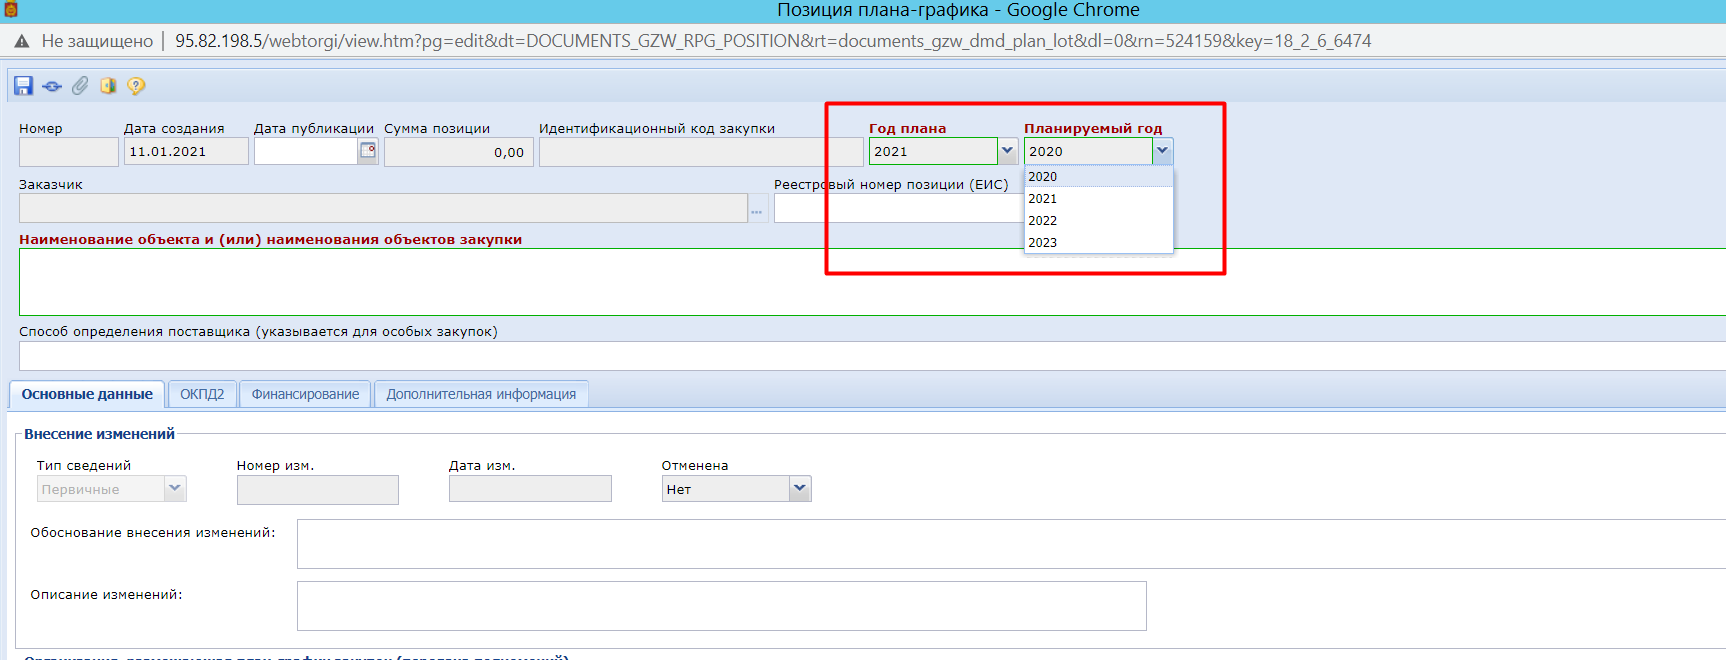 Позиция плана-графика - Google Chrome
Не защищено | 95.82.198.5/webtorgi/view.htm?pg=edit&dt=DOCUMENTS_GZW_RPG_POSITION&rt=documents_gzw_dmd_plan_lot&dl=0&rn=524159&key=18_2_6_6474
Номер Дата создания Дата публикации Сумма позиции Идентификационный код закупки Год плана Планируемый год
11.01.2021 0,00 2021 2020
2020
Заказчик Реестровый номер позиции (ЕИС)
2021
2022
2023
Наименование объекта и (или) наименования объектов закупки
Способ определения поставщика (указывается для особых закупок)
Основные данные ОКПД2 Финансирование Дополнительная информация
Внесение изменений
Тип сведений Номер изм. Дата изм. Отменена
Первичные Нет
Обоснование внесения изменений:
Описание изменений: